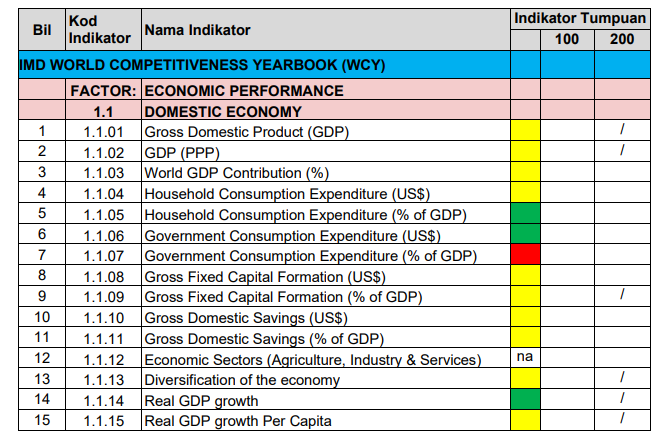 Bil Kod Indikator Nama Indikator Indikator Tumpuan
100 200
IMD WORLD COMPETITIVENESS YEARBOOK (WCY)
FACTOR: ECONOMIC PERFORMANCE
1.1 DOMESTIC ECONOMY
1 1.1.01 Gross Domestic Product (GDP) /
2 1.1.02 GDP (PPP) /
3 1.1.03 World GDP Contribution (%)
4 1.1.04 Household Consumption Expenditure (US$)
5 1.1.05 Household Consumption Expenditure (% of GDP)
6 1.1.06 Government Consumption Expenditure (US$)
7 1.1.07 Government Consumption Expenditure (% of GDP)
8 1.1.08 Gross Fixed Capital Formation (US$)
9 1.1.09 Gross Fixed Capital Formation (% of GDP) /
10 1.1.10 Gross Domestic Savings (US$)
11 1.1.11 Gross Domestic Savings (% of GDP)
12 1.1.12 Economic Sectors (Agriculture, Industry & Services) na
13 1.1.13 Diversification of the economy /
14 1.1.14 Real GDP growth /
15 1.1.15 Real GDP growth Per Capita /